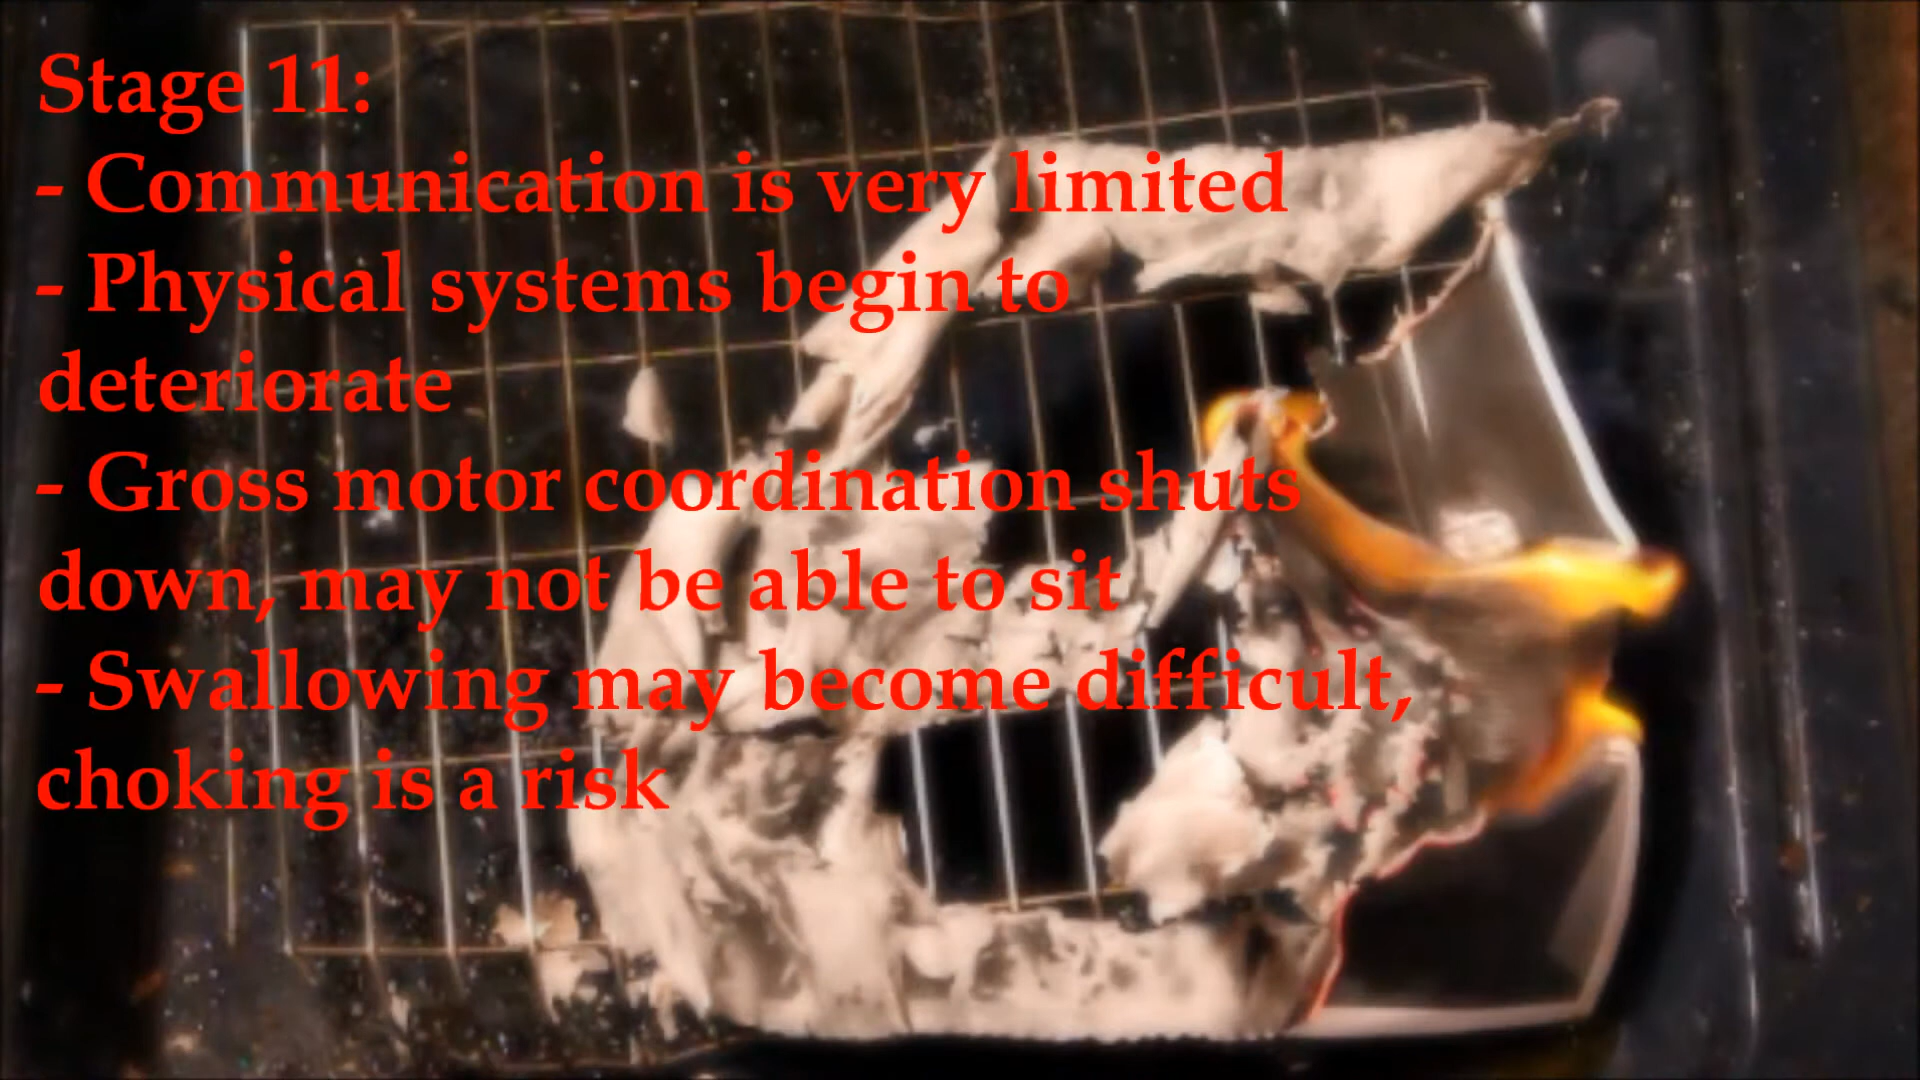 Stage 11:
- Communication is very limited
- Physical systems begin to
deteriorate
- Gross motor coordination shuts
down, may not be able to sit
- Swallowing may become difficult,
choking is a risk